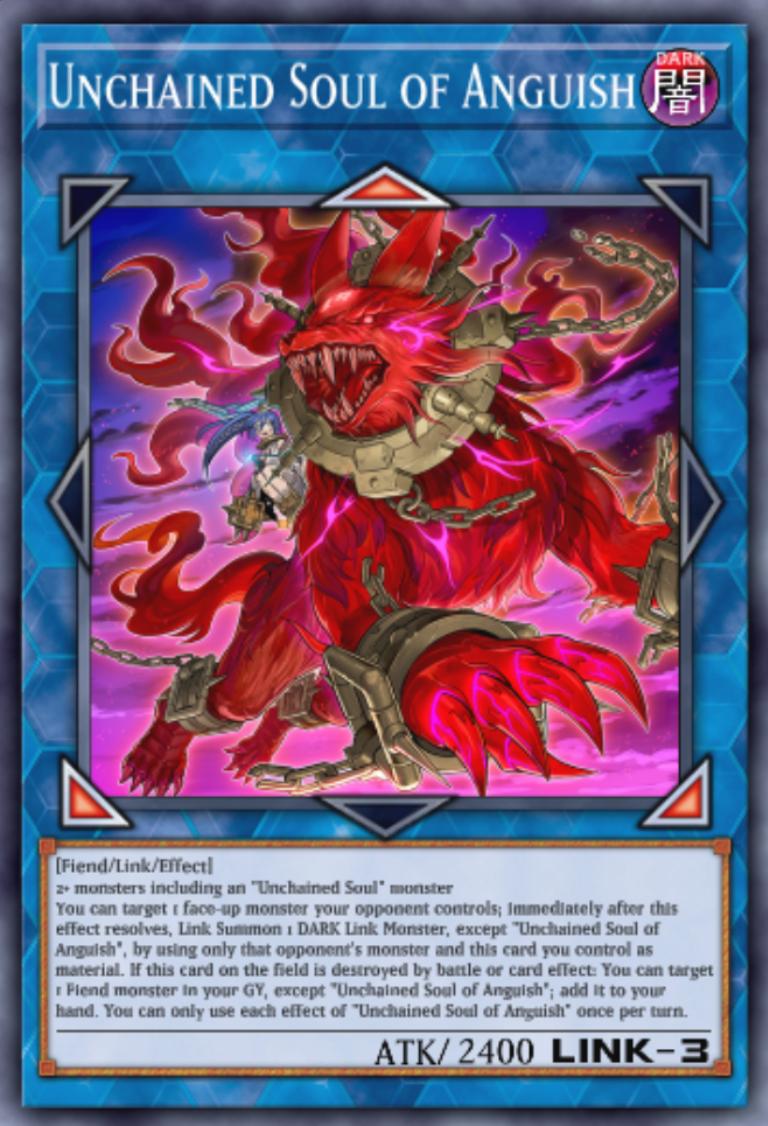 UNCHAINED SOUL OF ANGUISH
DARK
闇
[Fiend/Link/Effect]
2+ monsters including an "Unchained Soul" monster
You can target 1 face-up monster your opponent controls; immediately after this
effect resolves, Link Summon 1 DARK Link Monster, except "Unchained Soul of
Anguish", by using only that opponent's monster and this card you control as
material. If this card on the field is destroyed by battle or card effect: You can target
1 Fiend monster in your GY, except "Unchained Soul of Anguish"; add it to your
hand. You can only use each effect of "Unchained Soul of Anguish" once per turn.
ATK/ 2400 LINK-3